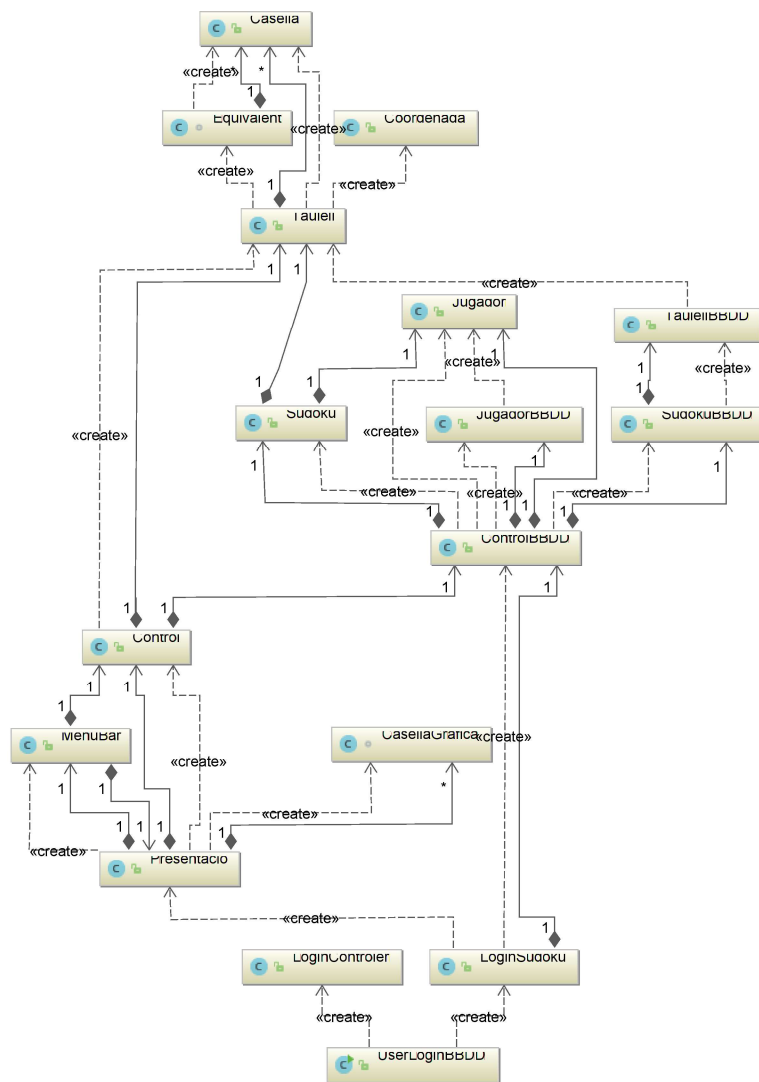 Casella
«create»
*
*
1
Equivalent
«create»
Coordenada
«create»
«create»
1
Taulell
1
1
«create»
Jugador
TaulellBBDD
«create»
1
«create»
1
1
1
1
Sudoku
JugadorBBDD
SudokuBBDD
«create»
«create»
1
1
1
«create»
«create»
«create»
1
1
1
1
ControlBBDD
1
1
1
1
Control
1
1
1
MenuBar
CasellaGrafica
«create»
«create»
1
1
*
«create»
1
1
1
«create»
«create»
Presentacio
«create»
1
LoginControler
LoginSudoku
«create»
«create»
UserLoginBBDD